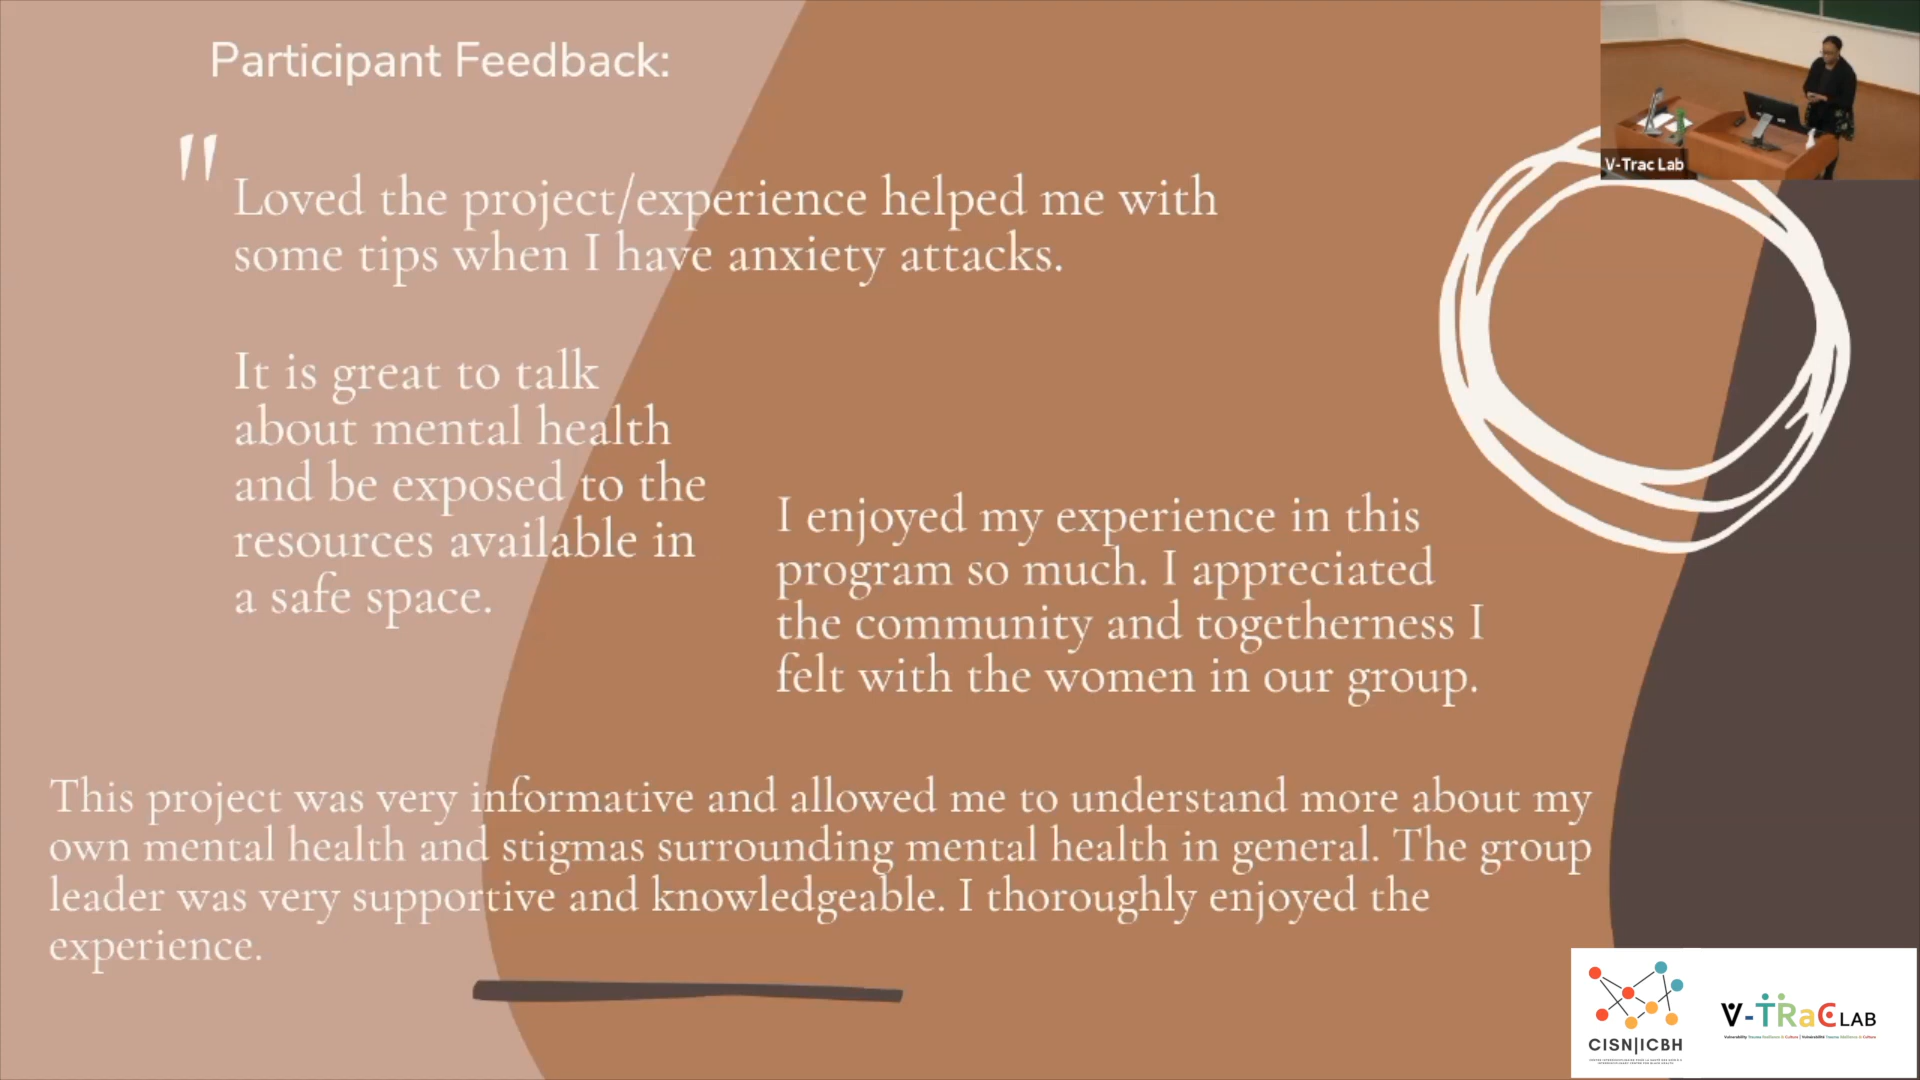 Participant Feedback:
"
Loved the project/experience helped me with
some tips when I have anxiety attacks.
It is great to talk
about mental health
and be exposed to the
resources available in
a safe space.
I enjoyed my experience in this
program so much. I appreciated
the community and togetherness I
felt with the women in our group.
This project was very informative and allowed me to understand more about my
own mental health and stigmas surrounding mental health in general. The group
leader was very supportive and knowledgeable. I thoroughly enjoyed the
experience.
V-Trac Lab
CISN|ICBH
V-TRaC LAB